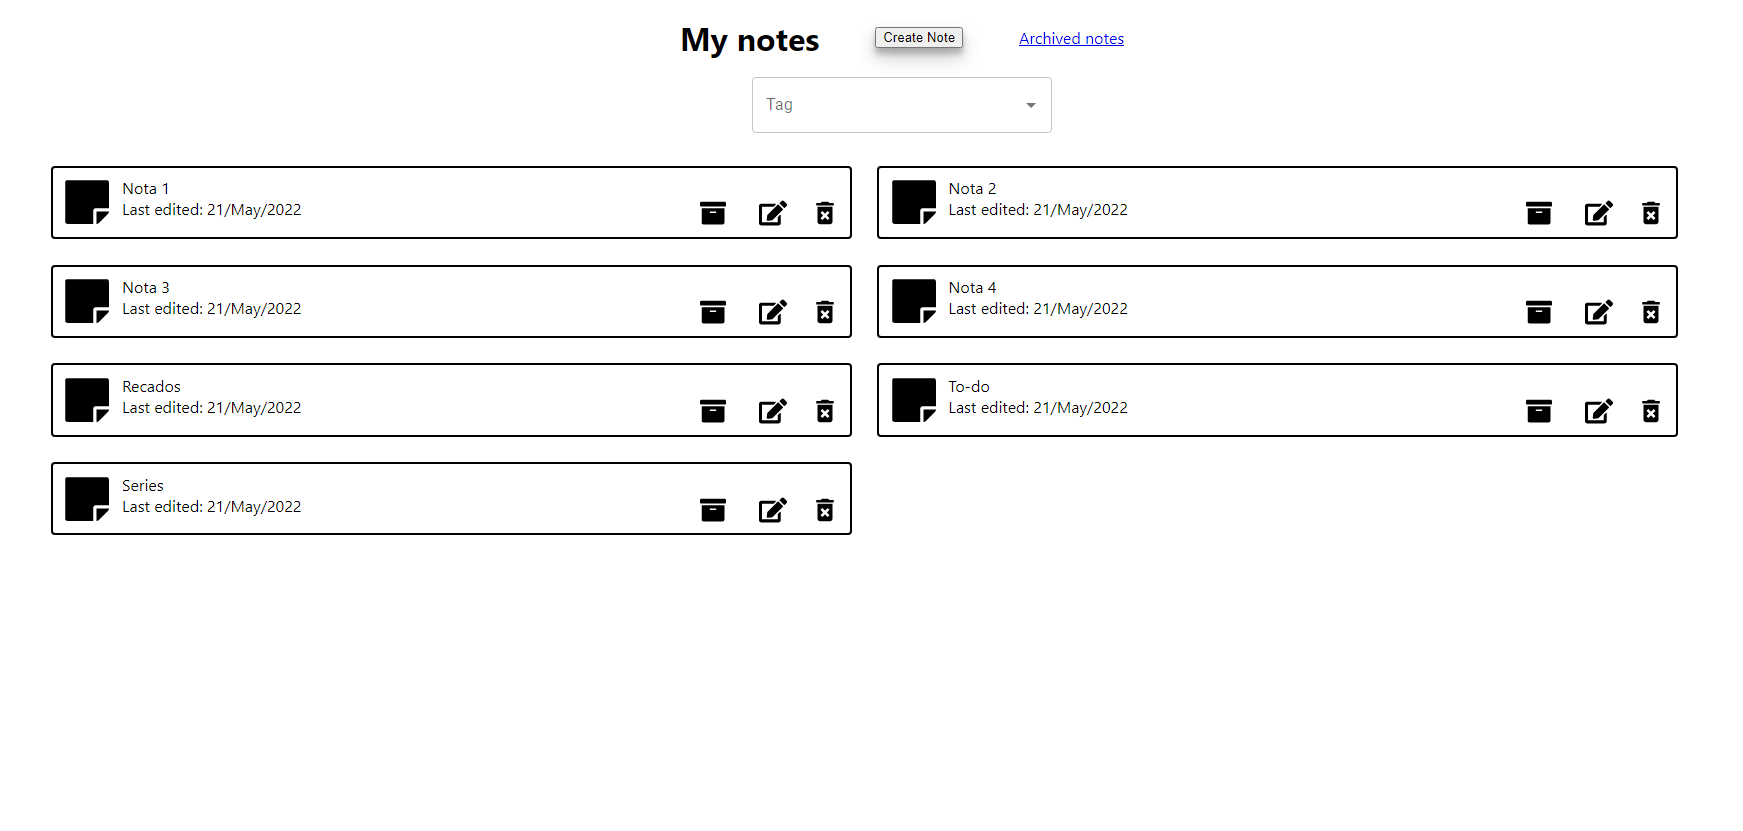 My notes
Create Note
Archived notes
Tag
Nota 1
Last edited: 21/May/2022
Nota 2
Last edited: 21/May/2022
Nota 3
Last edited: 21/May/2022
Nota 4
Last edited: 21/May/2022
Recados
Last edited: 21/May/2022
To-do
Last edited: 21/May/2022
Series
Last edited: 21/May/2022